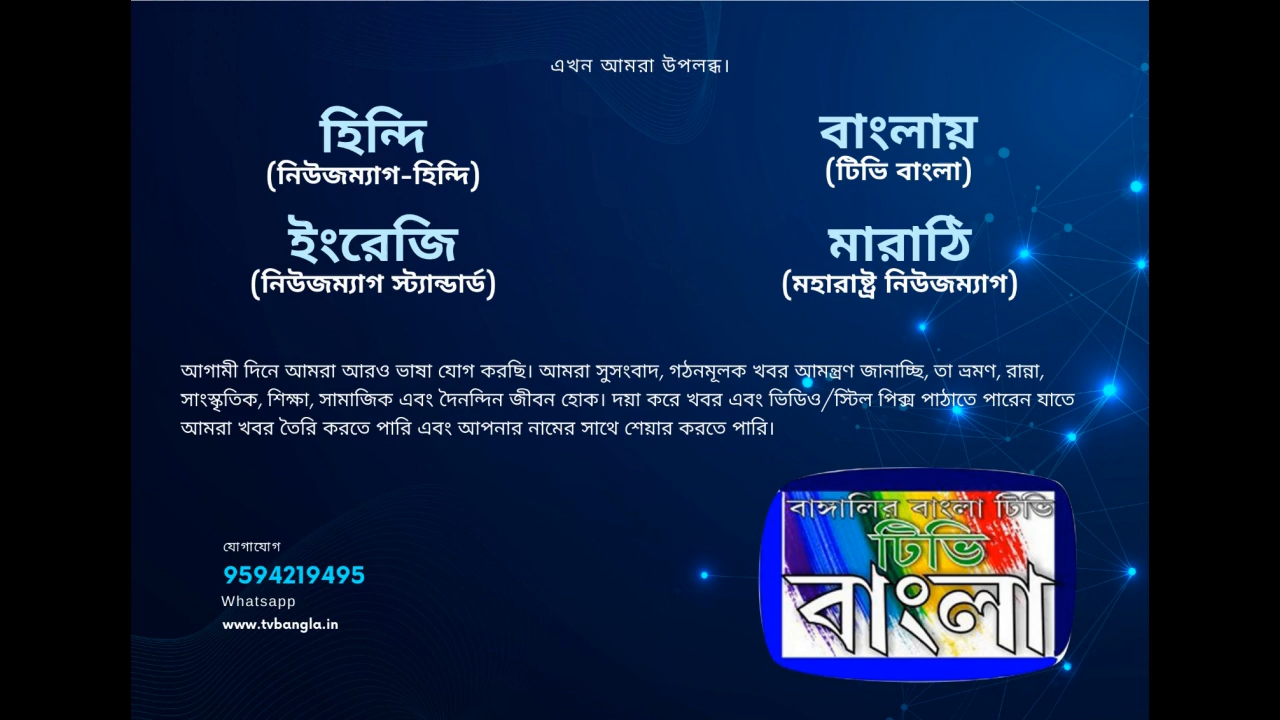 এখন আমরা উপলব্ধ।
হিন্দি
(নিউজম্যাগ-হিন্দি)
বাংলায়
(টিভি বাংলা)
ইংরেজি
(নিউজম্যাগ স্ট্যান্ডার্ড)
মারাঠি
(মহারাষ্ট্র নিউজম্যাগ)
আগামী দিনে আমরা আরও ভাষা যোগ করছি। আমরা সুসংবাদ, গঠনমূলক খবর আমন্ত্রণ জানাচ্ছি, তা ভ্রমণ, রান্না,
সাংস্কৃতিক, শিক্ষা, সামাজিক এবং দৈনন্দিন জীবন হোক। দয়া করে খবর এবং ভিডিও/স্টিল পিক্স পাঠাতে পারেন যাতে
আমরা খবর তৈরি করতে পারি এবং আপনার নামের সাথে শেয়ার করতে পারি।
যোগাযোগ
9594219495
Whatsapp
www.tvbangla.in
বাঙ্গালির বাংলা টিভি
টিভি
বাংলা